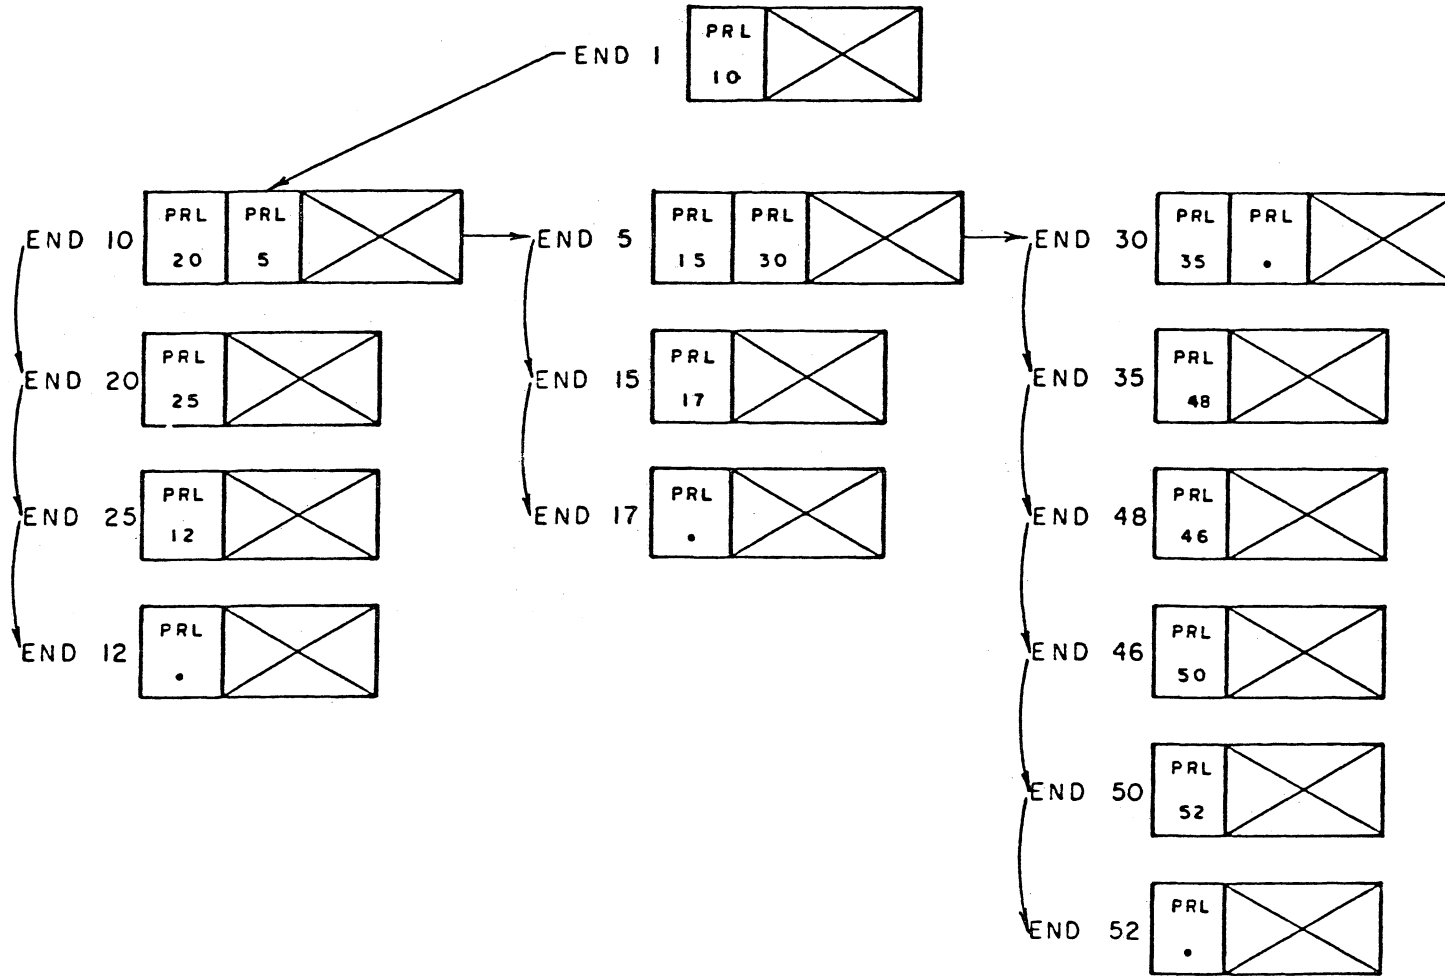 END 1 PRL 10
END 10 PRL 20 PRL 5
END 5 PRL 15 PRL 30
END 30 PRL 35 PRL •
END 20 PRL 25
END 15 PRL 17
END 35 PRL 48
END 25 PRL 12
END 17 PRL •
END 48 PRL 46
END 12 PRL •
END 46 PRL 50
END 50 PRL 52
END 52 PRL •